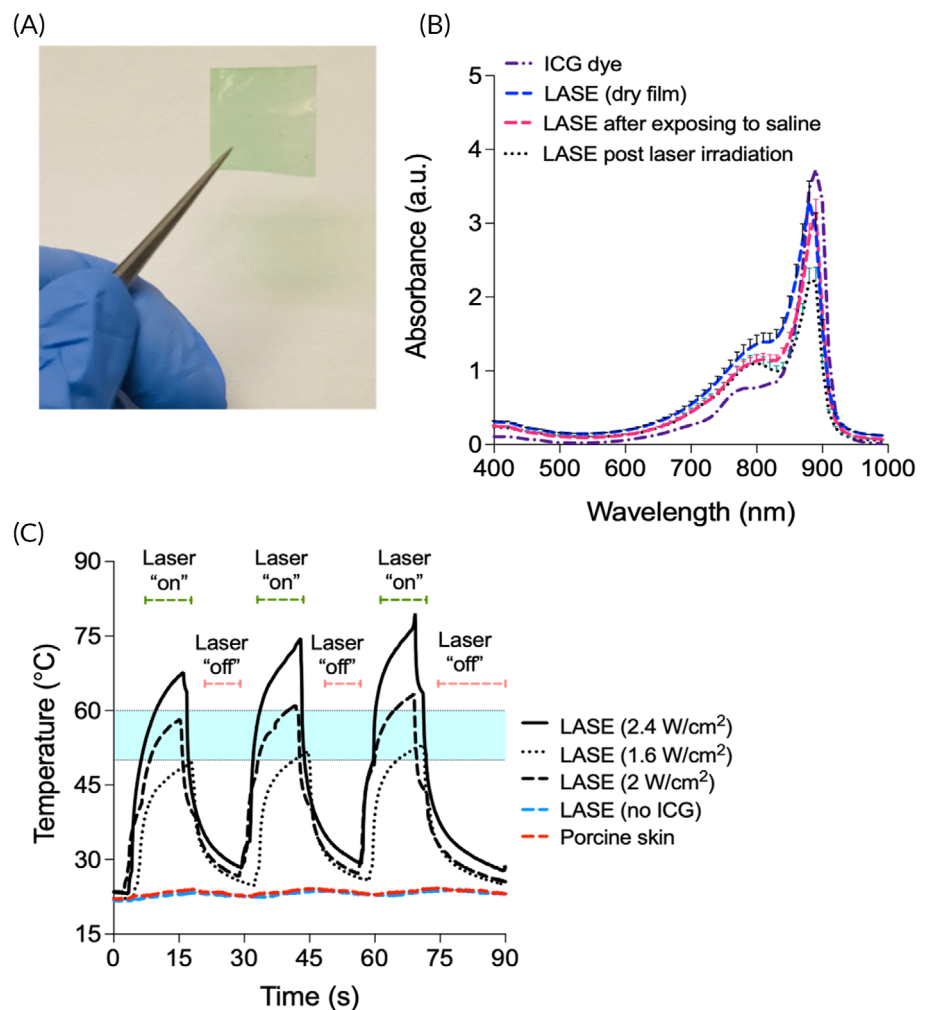 (A)
(B)
ICG dye
LASE (dry film)
LASE after exposing to saline
LASE post laser irradiation
Absorbance (a.u.)
5
4
3
2
1
0
400 500 600 700 800 900 1000
Wavelength (nm)
(C)
Temperature (°C)
90
75
60
45
30
15
Laser
"on"
Laser
"on"
Laser
"on"
Laser
"off"
Laser
"off"
Laser
"off"
0 15 30 45 60 75 90
Time (s)
LASE (2.4 W/cm²)
LASE (1.6 W/cm²)
LASE (2 W/cm²)
LASE (no ICG)
Porcine skin